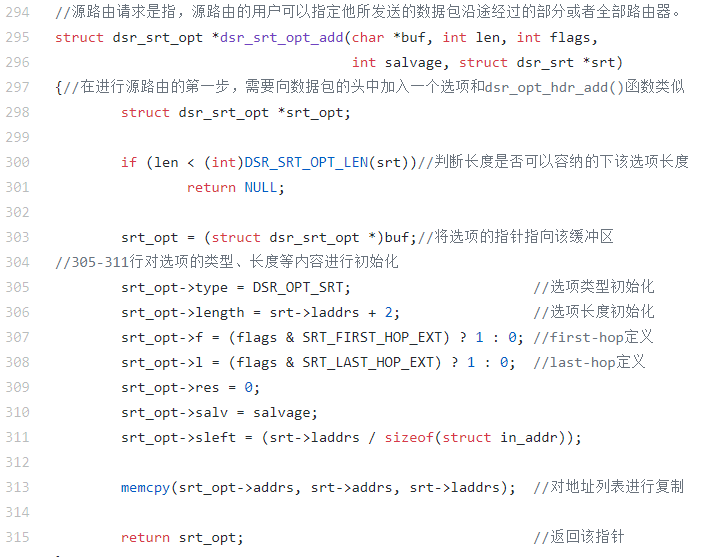 294 //源路由请求是指，源路由的用户可以指定他所发送的数据包沿途经过的部分或者全部路由器。
295 struct dsr_srt_opt *dsr_srt_opt_add(char *buf, int len, int flags,
296                                     int salvage, struct dsr_srt *srt)
297 {//在进行源路由的第一步，需要向数据包的头中加入一个选项和dsr_opt_hdr_add()函数类似
298         struct dsr_srt_opt *srt_opt;
299
300         if (len < (int)DSR_SRT_OPT_LEN(srt))//判断长度是否可以容纳的下该选项长度
301                 return NULL;
302
303         srt_opt = (struct dsr_srt_opt *)buf;//将选项的指针指向该缓冲区
304 //305-311行对选项的类型、长度等内容进行初始化
305         srt_opt->type = DSR_OPT_SRT;                      //选项类型初始化
306         srt_opt->length = srt->laddrs + 2;                //选项长度初始化
307         srt_opt->f = (flags & SRT_FIRST_HOP_EXT) ? 1 : 0; //first-hop定义
308         srt_opt->l = (flags & SRT_LAST_HOP_EXT) ? 1 : 0;  //last-hop定义
309         srt_opt->res = 0;
310         srt_opt->salv = salvage;
311         srt_opt->sleft = (srt->laddrs / sizeof(struct in_addr));
312
313         memcpy(srt_opt->addrs, srt->addrs, srt->laddrs);  //对地址列表进行复制
314
315         return srt_opt;                                   //返回该指针